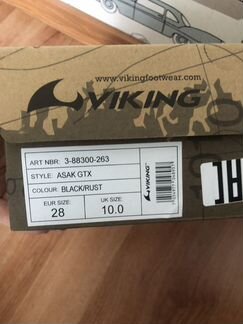 www.vikingfootwear.com
VIKING
ART NBR: 3-88300-263
STYLE: ASAK GTX
COLOUR: BLACK/RUST
EUR SIZE UK SIZE
28 10.0